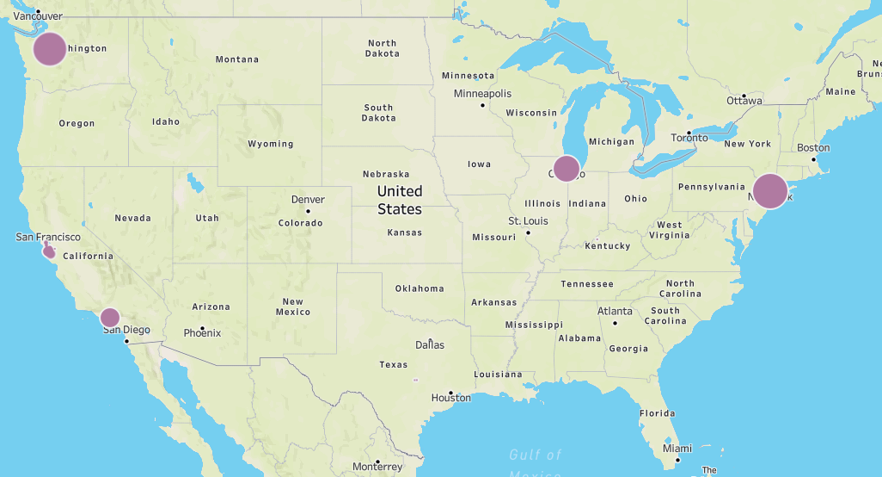 Vancouver
hington
Montana
North
Dakota
Minnesota
Minneapolis
Ottawa
Maine
Ne
Bruns
Oregon
Idaho
Wyoming
South
Dakota
Wisconsin
Michigan
Toronto
New York
Boston
Nebraska
Iowa
Illinois
Indiana
Ohio
Pennsylvania
United
States
Nevada
Utah
Denver
Colorado
Kansas
Missouri
St. Louis
Kentucky
West
Virginia
San Francisco
California
Arizona
Phoenix
New
Mexico
Oklahoma
Arkansas
Tennessee
North
Carolina
South
Carolina
Atlanta
Georgia
Alabama
Mississippi
San Diego
Dallas
Texas
Louisiana
Houston
Florida
Miami
Monterrey
Gulf of
Mexico
The